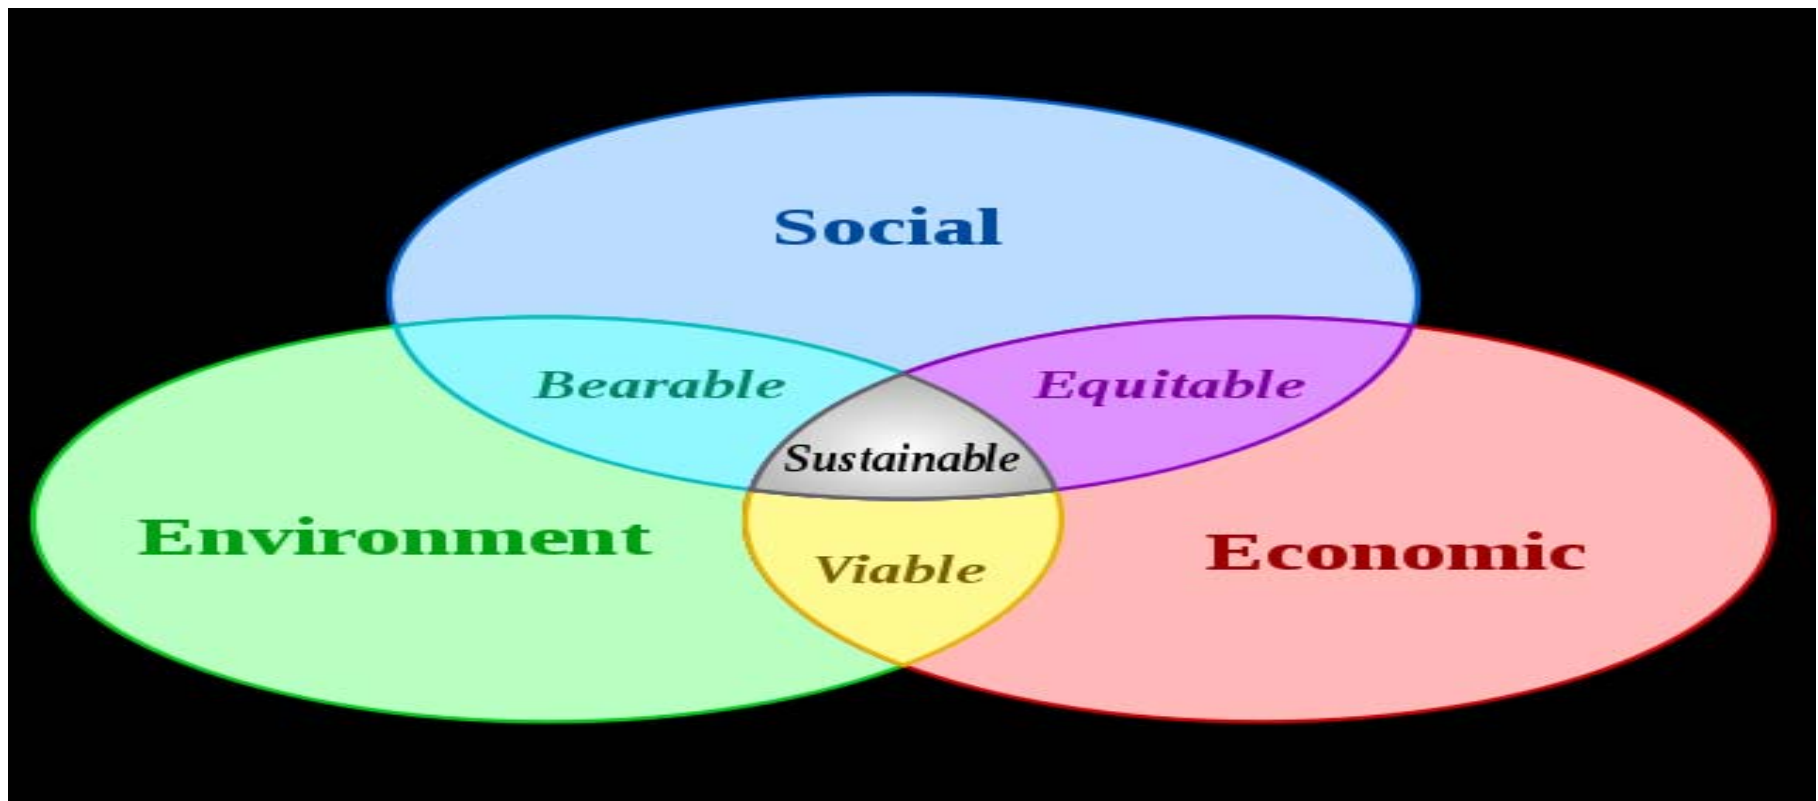 Social
Bearable
Equitable
Sustainable
Environment
Economic
Viable